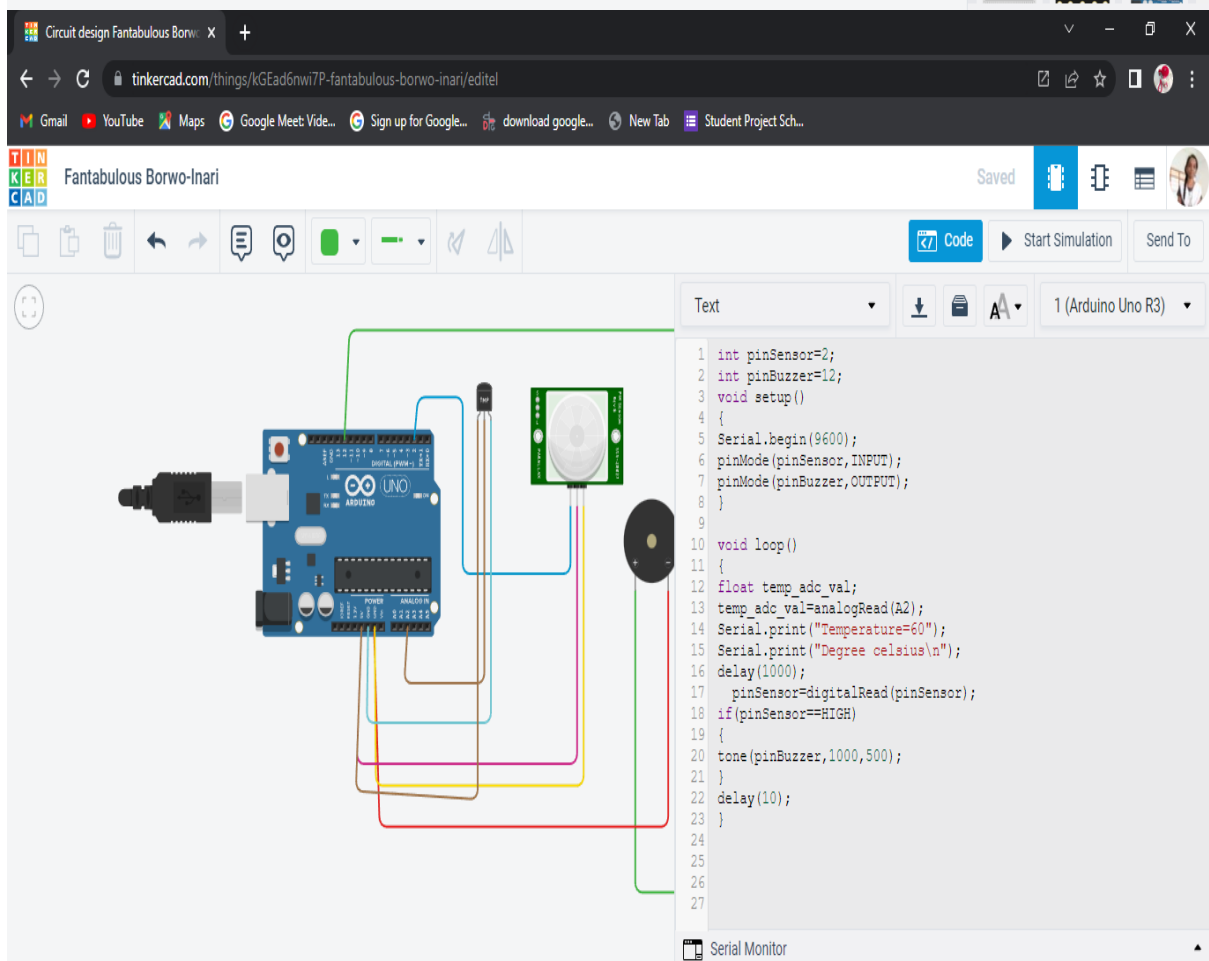 Circuit design Fantabulous Borwo
tinkercad.com/things/kGEad6nwi7P-fantabulous-borwo-inari/editel
Gmail YouTube Maps Google Meet: Vide... Sign up for Google... download google... New Tab Student Project Sch...
TINKERCAD
Fantabulous Borwo-Inari
Saved
Code
Start Simulation
Send To
Text
1 (Arduino Uno R3)
TMP
DIGITAL (PWM~)
UNO
ARDUINO
POWER
ANALOG IN
1 int pinSensor=2;
2 int pinBuzzer=12;
3 void setup()
4 {
5 Serial.begin(9600);
6 pinMode(pinSensor,INPUT);
7 pinMode(pinBuzzer,OUTPUT);
8 }
9
10 void loop()
11 {
12 float temp_adc_val;
13 temp_adc_val=analogRead(A2);
14 Serial.print("Temperature=60");
15 Serial.print("Degree celsius\n");
16 delay(1000);
17 pinSensor=digitalRead(pinSensor);
18 if(pinSensor==HIGH)
19 {
20 tone(pinBuzzer,1000,500);
21 }
22 delay(10);
23 }
24
25
26
27
Serial Monitor